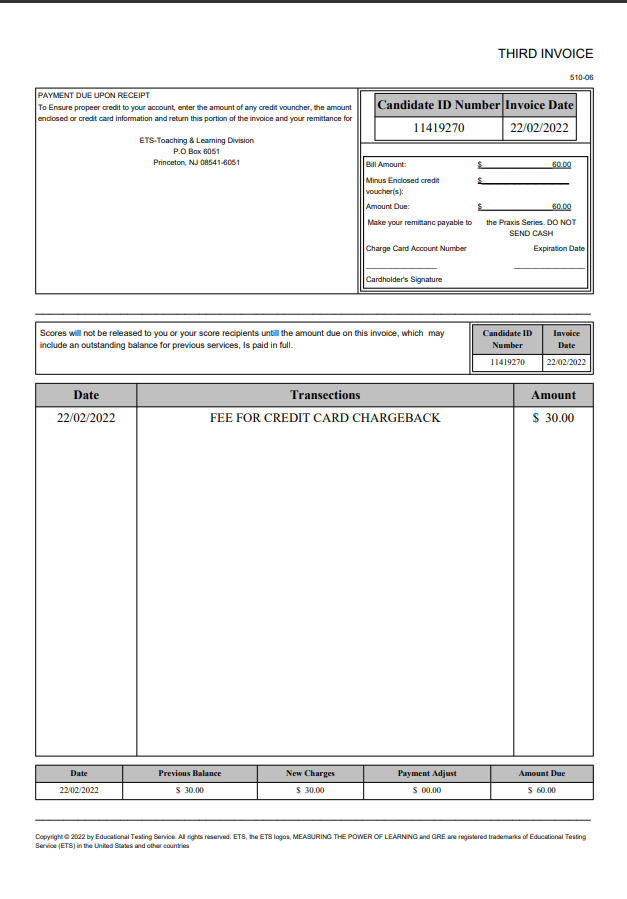 THIRD INVOICE
510-06
PAYMENT DUE UPON RECEIPT
To Ensure propeer credit to your account, enter the amount of any credit vouncher, the amount
enclosed or credit card information and return this portion of the invoice and your remittance for
ETS-Toaching & Learning Division
P.O Box 6051
Princeton, NJ 08541-6051
Candidate ID Number Invoice Date
11419270 22/02/2022
Bill Amount: $ 60.00
Minus Enclosed credit $
voucher(s):
Amount Due: $ 60.00
Make your remittanc payable to the Praxis Series. DO NOT
SEND CASH
Charge Card Account Number Expiration Date
Cardholder's Signature
Scores will not be released to you or your score recipients untill the amount due on this invoice, which may
include an outstanding balance for previous services, Is paid in full.
Candidate ID Invoice
Number Date
11419270 22/02/2022
Date Transections Amount
22/02/2022 FEE FOR CREDIT CARD CHARGEBACK $ 30.00
Date Previous Balance New Charges Payment Adjust Amount Due
22/02/2022 $ 30.00 $ 30.00 $ 00.00 $ 60.00
Copyright © 2022 by Educational Testing Service. All rights reserved. ETS, the ETS logos, MEASURING THE POWER OF LEARNING and GRE are registered trademarks of Educational Testing
Service (ETS) in the United States and other countries